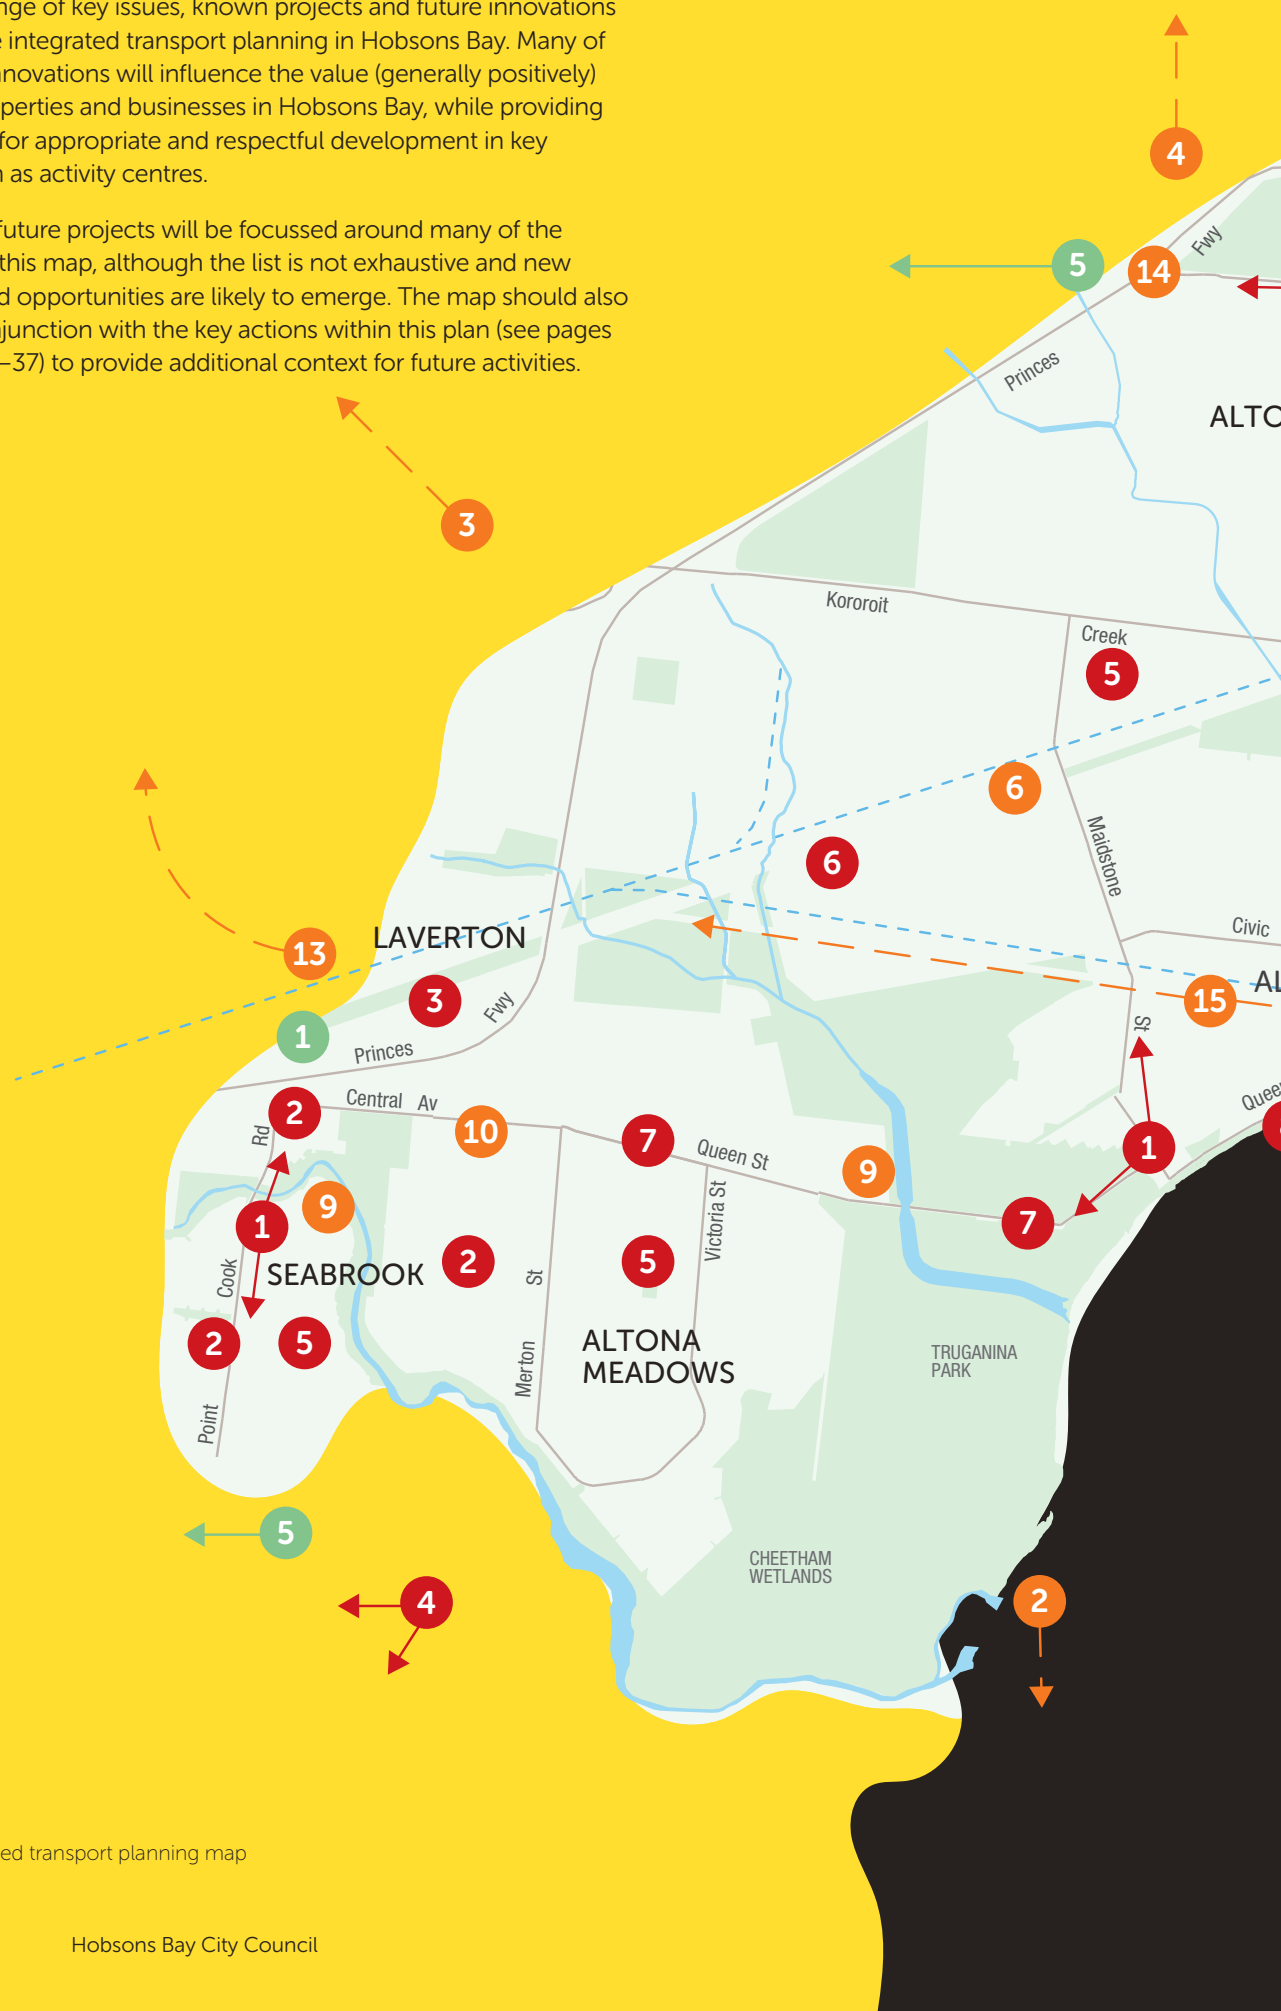 nge of key issues, known projects and future innovations
integrated transport planning in Hobsons Bay. Many of
nnovations will influence the value (generally positively)
perties and businesses in Hobsons Bay, while providing
for appropriate and respectful development in key
as activity centres.
future projects will be focussed around many of the
this map, although the list is not exhaustive and new
d opportunities are likely to emerge. The map should also
njunction with the key actions within this plan (see pages
–37) to provide additional context for future activities.
4
5
14
Fwy
Princes
ALTO
3
Kororoit
Creek
5
6
Maidstone
6
Civic
LAVERTON
13
3
Fwy
AL
15
St
1
Princes
Central Av
Quee
2
Rd
10
7
Queen St
9
1
Victoria St
9
1
7
Cook
SEABROOK
2
St
5
2
5
ALTONA
MEADOWS
Merton
TRUGANINA
PARK
Point
5
CHEETHAM
WETLANDS
4
2
ed transport planning map
Hobsons Bay City Council